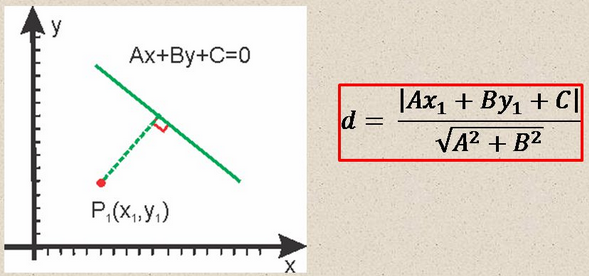 y
Ax+By+C=0
P₁(x₁,y₁)
x
d = |Ax₁ + By₁ + C| / √(A² + B²)